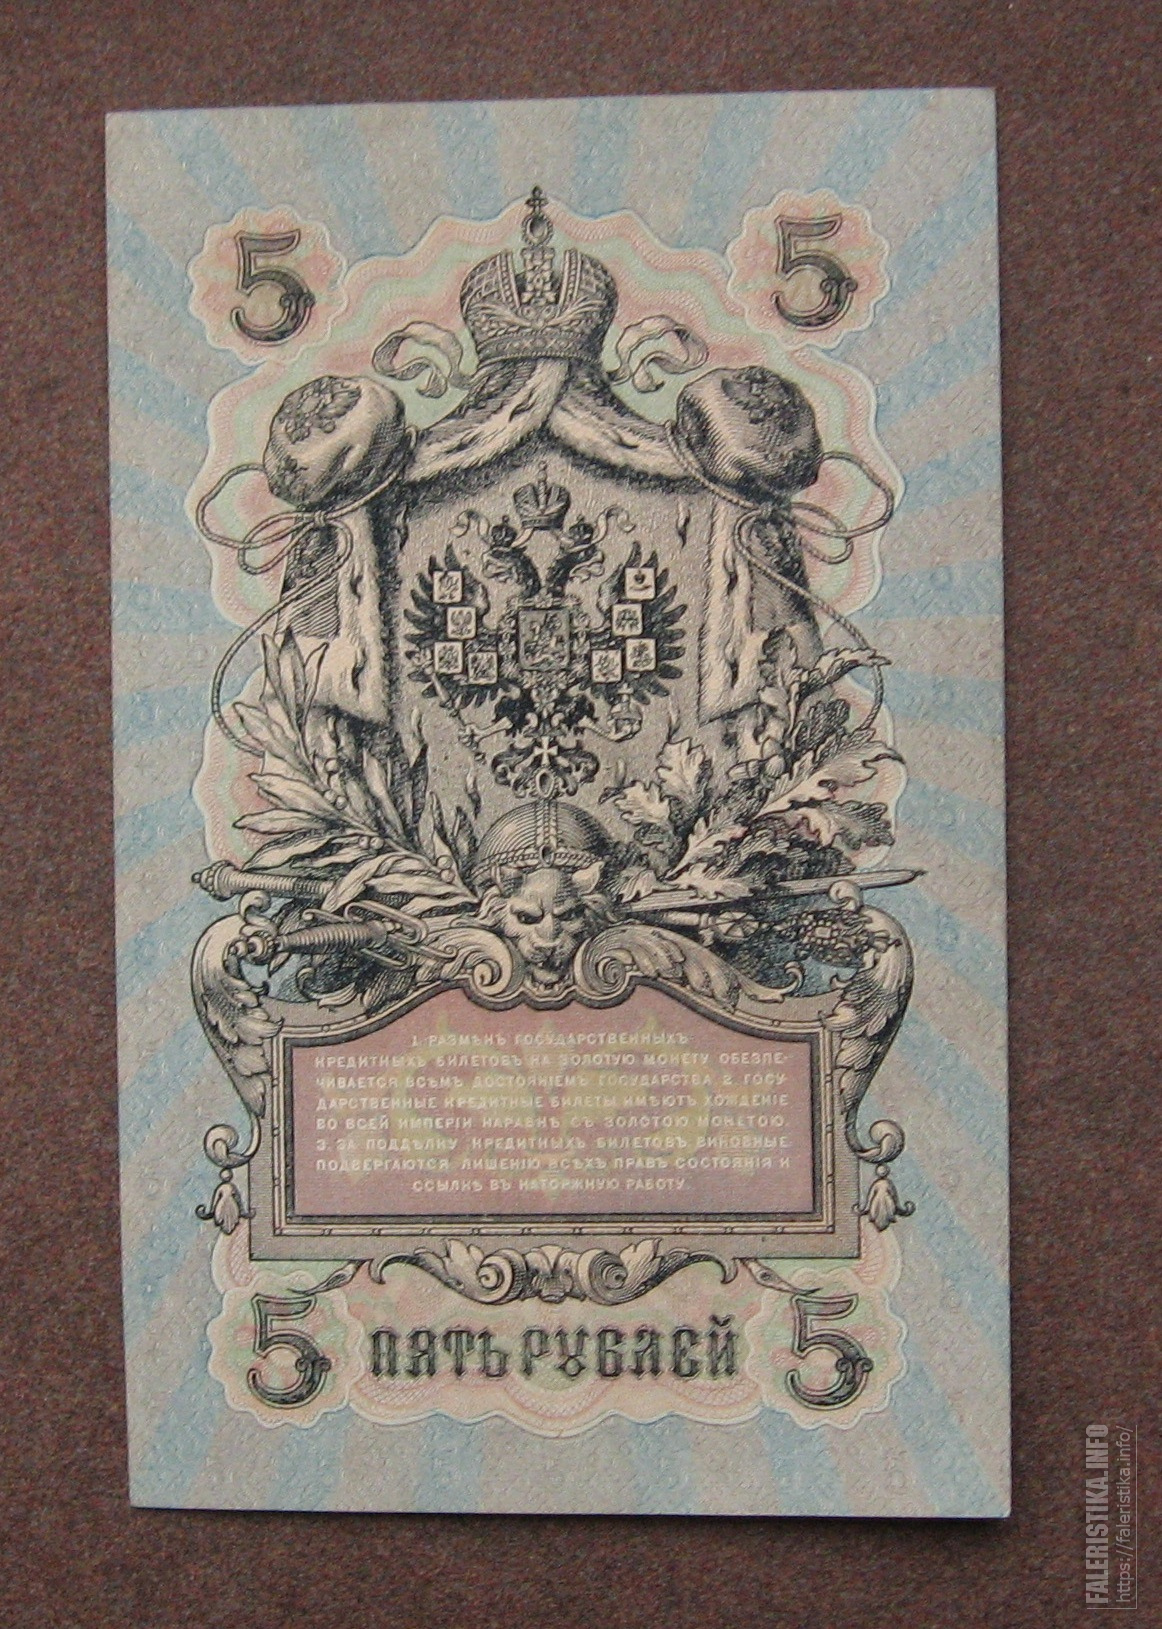 5 5
1. РАЗМѢНЪ ГОСУДАРСТВЕННЫХЪ
КРЕДИТНЫХЪ БИЛЕТОВЪ НА ЗОЛОТУЮ МОНЕТУ ОБЕЗПЕ-
ЧИВАЕТСЯ ВСѢМЪ ДОСТОЯНІЕМЪ ГОСУДАРСТВА 2. ГОСУ-
ДАРСТВЕННЫЕ КРЕДИТНЫЕ БИЛЕТЫ ИМѢЮТЪ ХОЖДЕНІЕ
ВО ВСЕЙ ИМПЕРІИ НАРАВНѢ СЪ ЗОЛОТОЮ МОНЕТОЮ.
3. ЗА ПОДДѢЛКУ КРЕДИТНЫХЪ БИЛЕТОВЪ ВИНОВНЫЕ
ПОДВЕРГАЮТСЯ ЛИШЕНІЮ ВСѢХЪ ПРАВЪ СОСТОЯНІЯ И
ССЫЛКѢ ВЪ КАТОРЖНУЮ РАБОТУ.
5 ПЯТЬ РУБЛЕЙ 5
FALERISTIKA.INFO
https://faleristika.info/